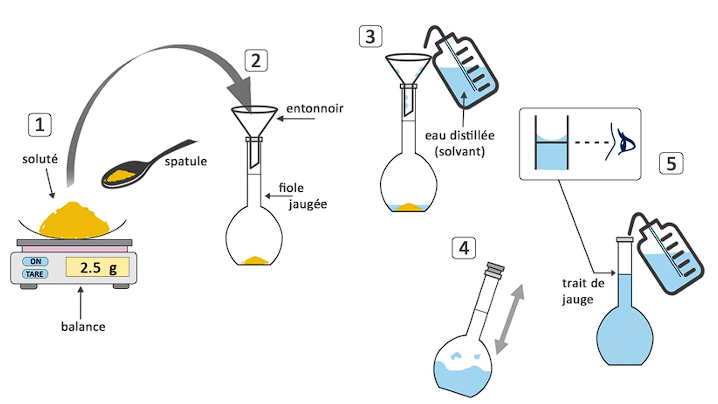 1
soluté
spatule
ON
TARE
2.5 g
balance
2
entonnoir
fiole
jaugée
3
eau distillée
(solvant)
4
5
trait de
jauge